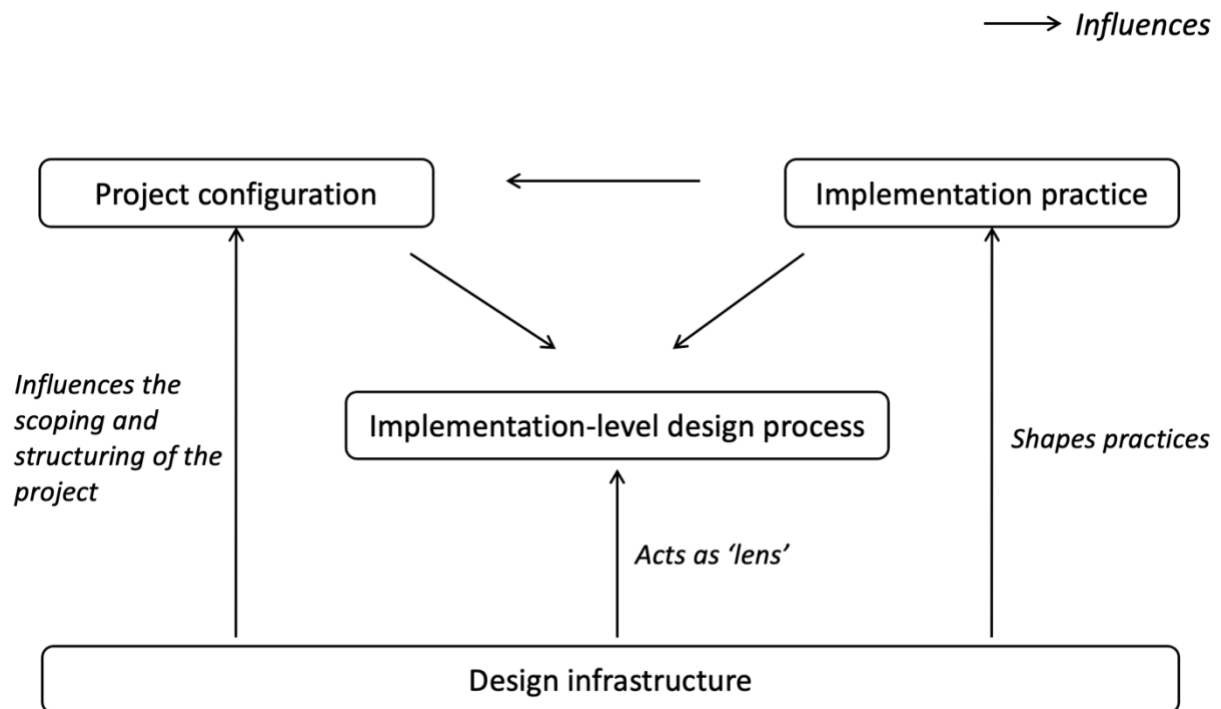 Influences
Project configuration
Implementation practice
Influences the
scoping and
structuring of the
project
Implementation-level design process
Shapes practices
Acts as ‘lens’
Design infrastructure